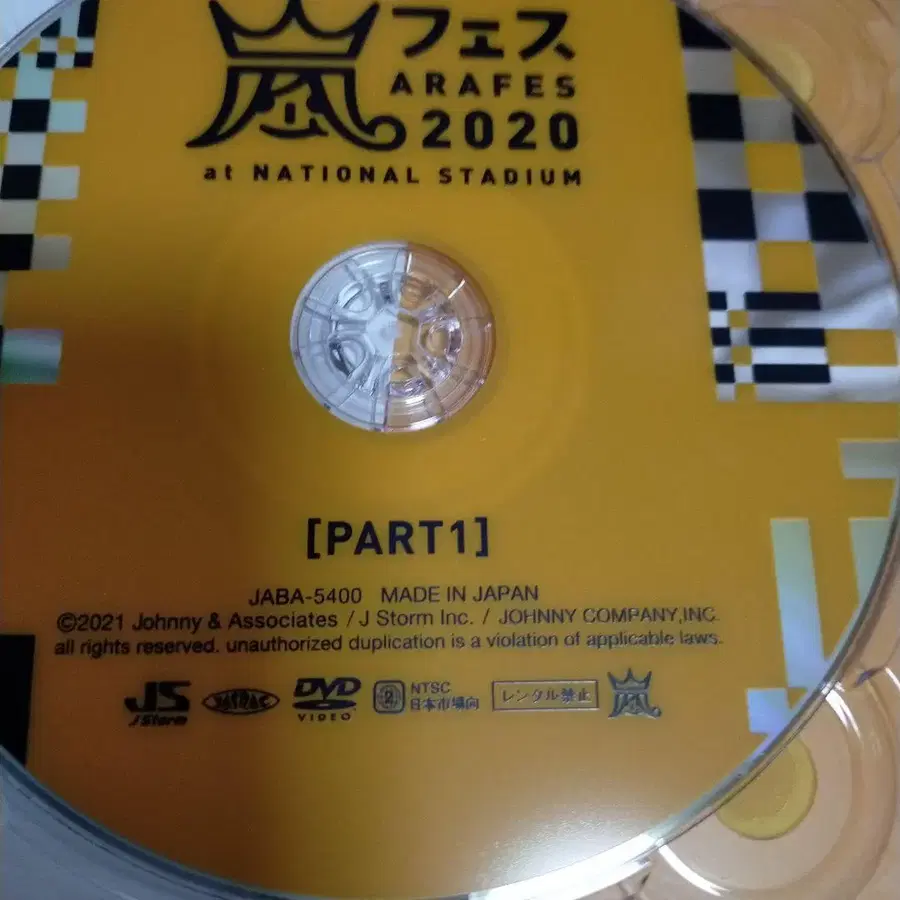 嵐フェス
ARAFES
2020
at NATIONAL STADIUM
[PART1]
JABA-5400 MADE IN JAPAN
©2021 Johnny & Associates / J Storm Inc. / JOHNNY COMPANY,INC.
all rights reserved. unauthorized duplication is a violation of applicable laws.
JS
J Storm
DVD
VIDEO
2
NTSC
日本市場向
レンタル禁止
嵐